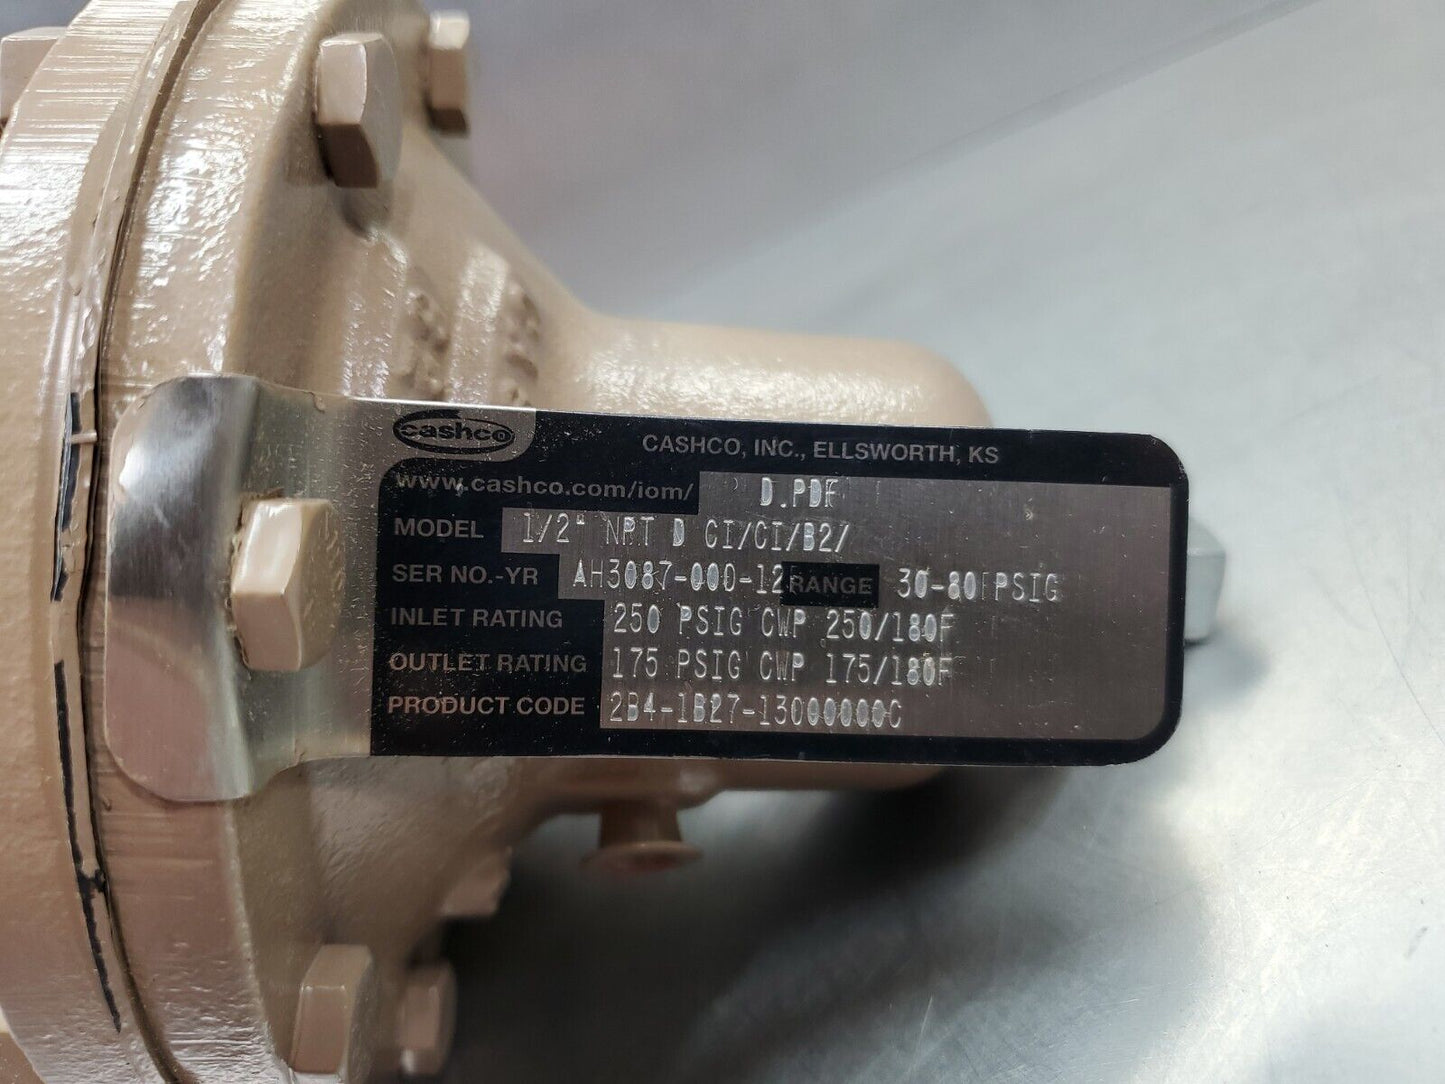 cashco
CASHCO, INC., ELLSWORTH, KS
www.cashco.com/iom/ D.PDF
MODEL 1/2" NPT D CI/CI/B2/
SER NO.-YR AH3087-000-12 RANGE 30-80 PSIG
INLET RATING 250 PSIG CWP 250/180F
OUTLET RATING 175 PSIG CWP 175/180F
PRODUCT CODE 2B4-1B27-13000000C